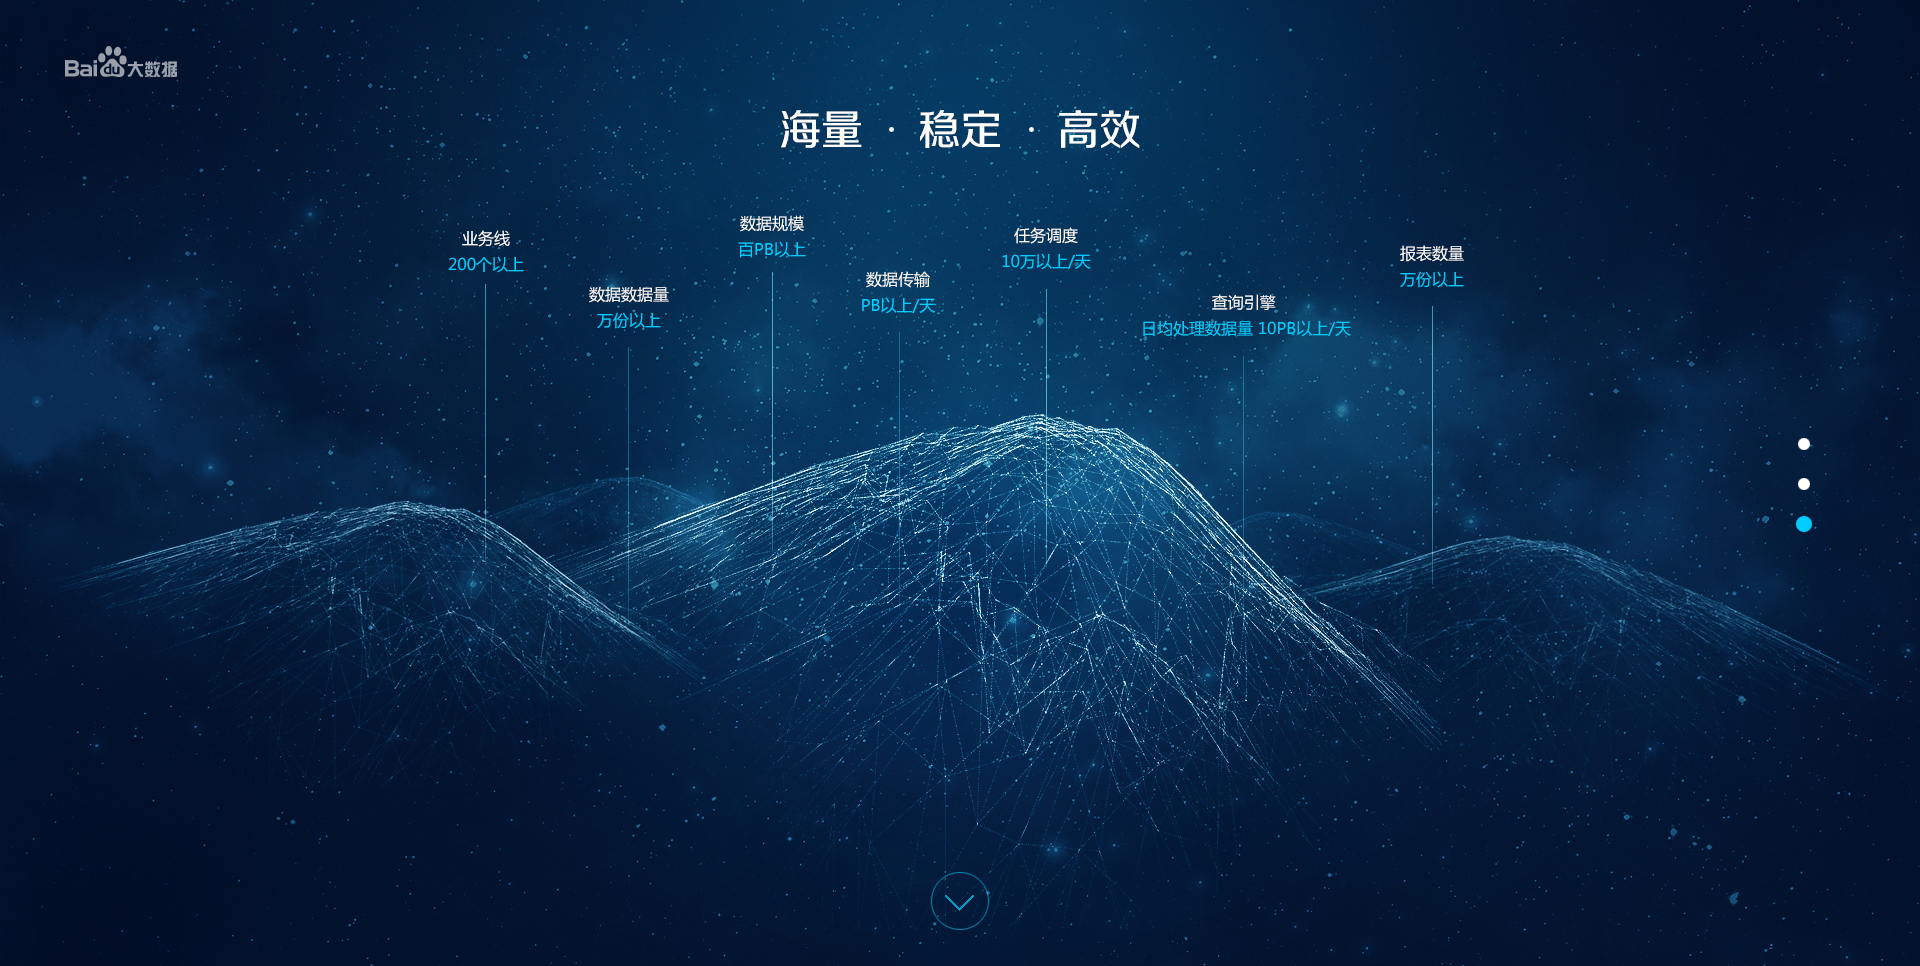 Baidu大数据
海量 · 稳定 · 高效
业务线
200个以上
数据数据量
万份以上
数据规模
百PB以上
数据传输
PB以上/天
任务调度
10万以上/天
查询引擎
日均处理数据量 10PB以上/天
报表数量
万份以上